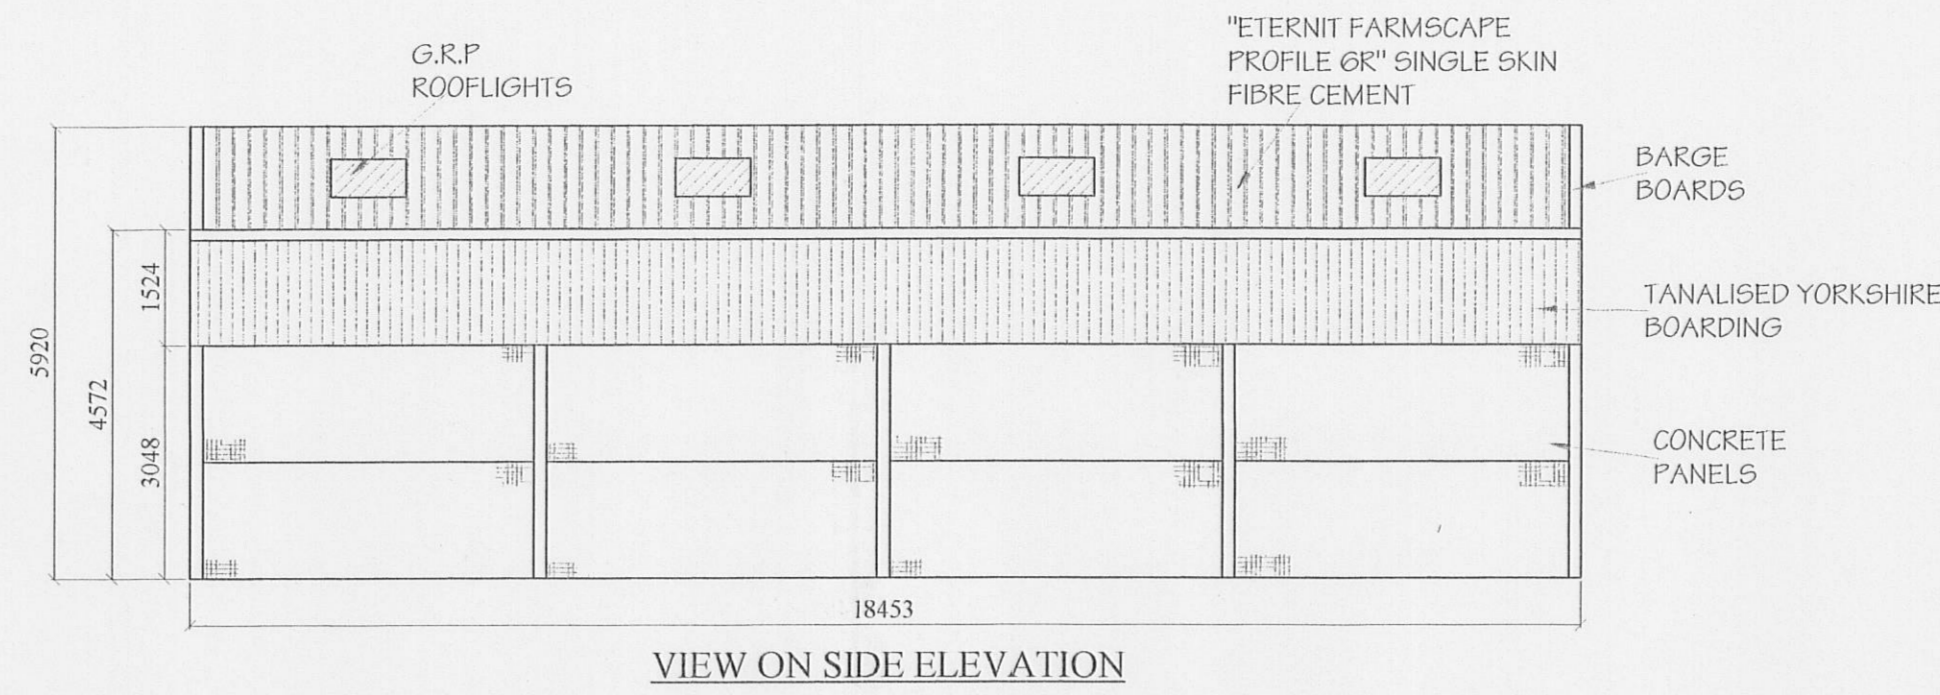 G.R.P
ROOFLIGHTS
"ETERNIT FARMSCAPE
PROFILE 6R" SINGLE SKIN
FIBRE CEMENT
BARGE
BOARDS
TANALISED YORKSHIRE
BOARDING
CONCRETE
PANELS
5920
4572
11524
3048
18453
VIEW ON SIDE ELEVATION